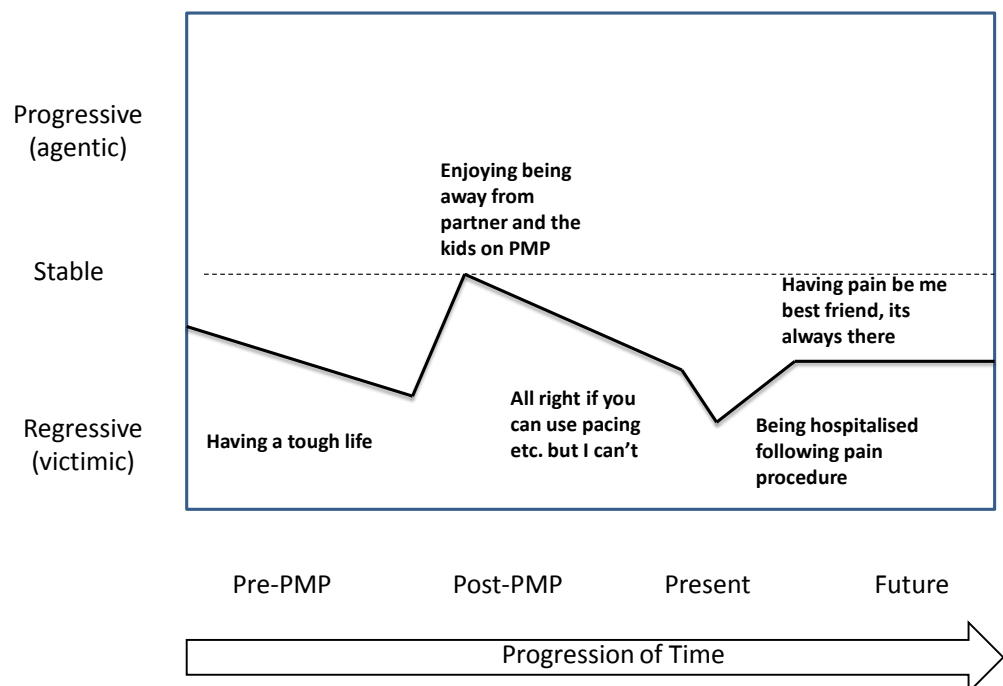 Progressive
(agentic)
Enjoying being
away from
partner and the
kids on PMP
Stable
Having pain be me
best friend, its
always there
All right if you
can use pacing
etc. but I can’t
Regressive
(victimic)
Having a tough life
Being hospitalised
following pain
procedure
Pre-PMP
Post-PMP
Present
Future
Progression of Time